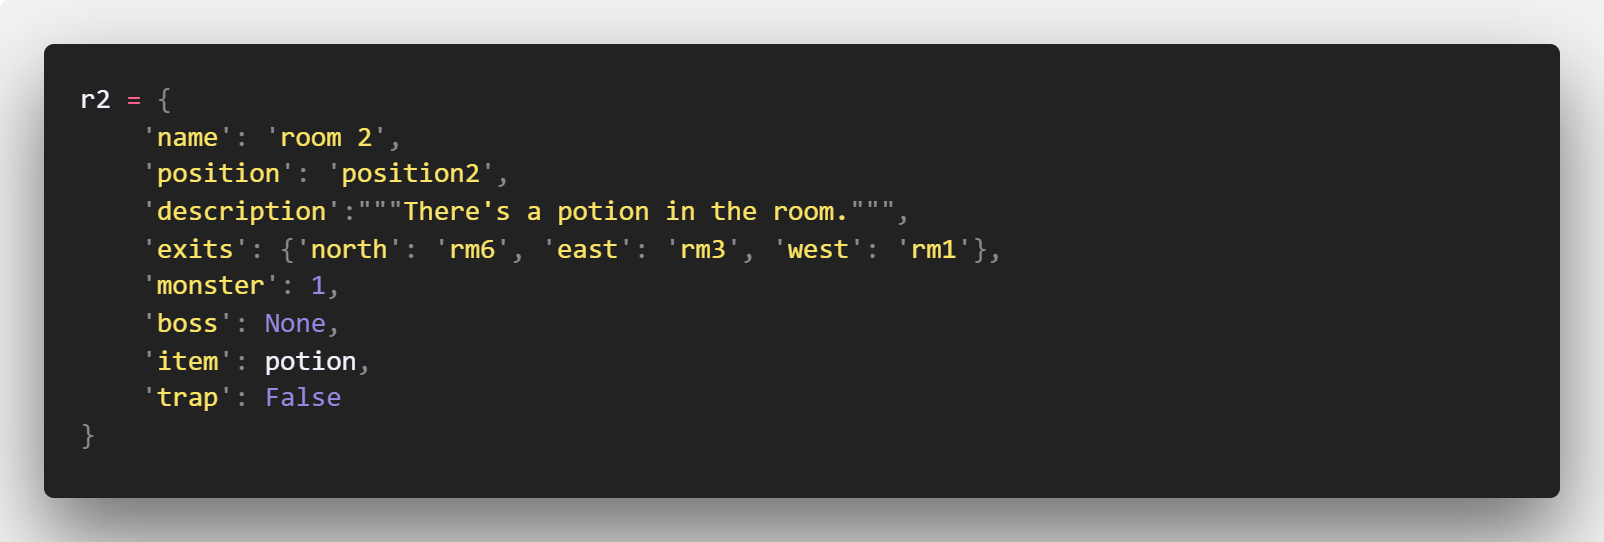 r2 = {
    'name': 'room 2',
    'position': 'position2',
    'description':"""There's a potion in the room.""",
    'exits': {'north': 'rm6', 'east': 'rm3', 'west': 'rm1'},
    'monster': 1,
    'boss': None,
    'item': potion,
    'trap': False
}